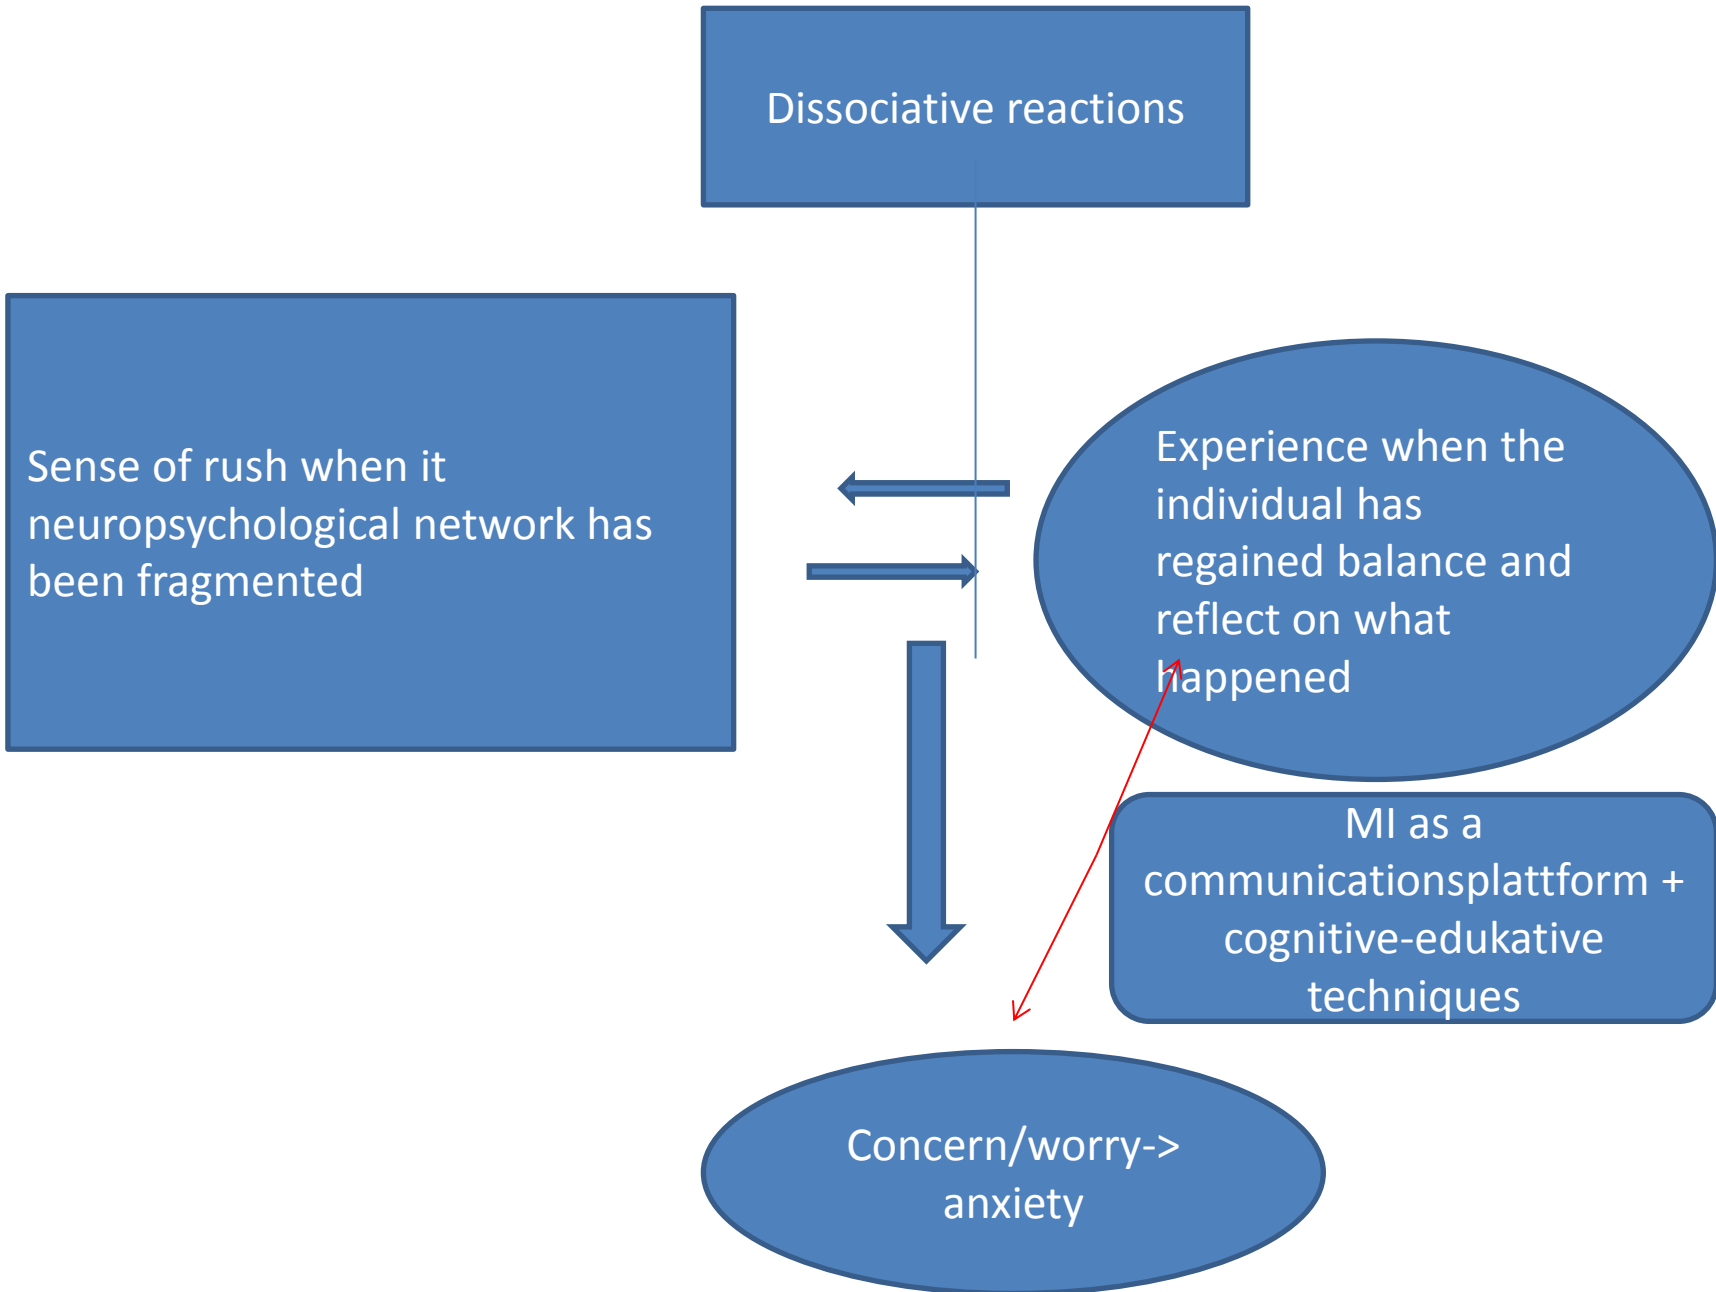 Dissociative reactions
Sense of rush when it
neuropsychological network has
been fragmented
Experience when the
individual has
regained balance and
reflect on what
happened
MI as a
communicationsplattform +
cognitive-edukative
techniques
Concern/worry->
anxiety